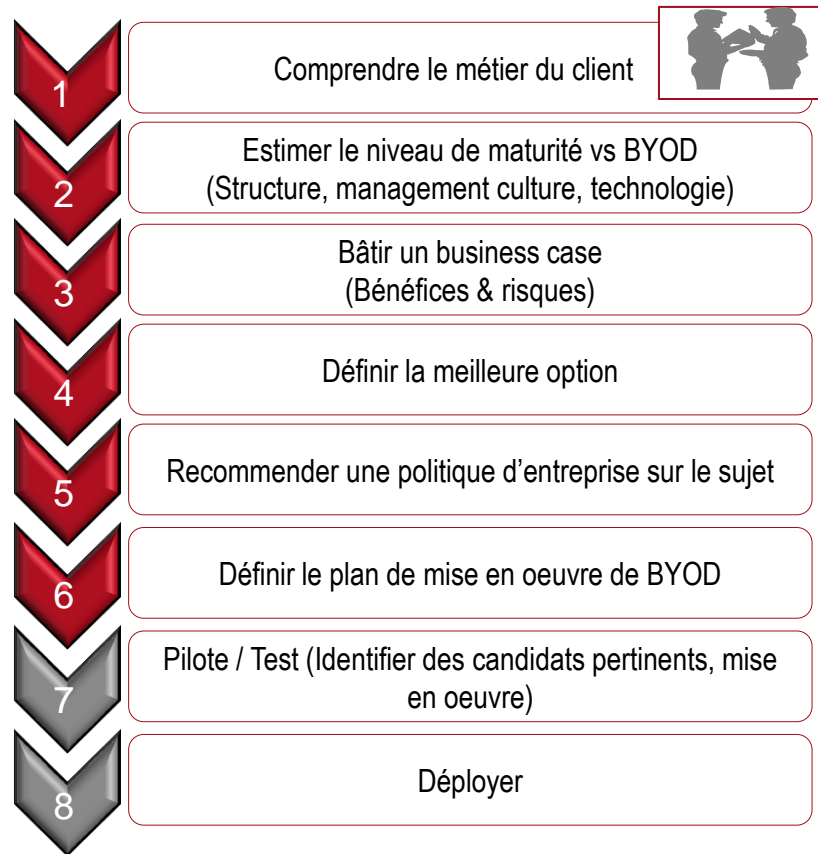 1
Comprendre le métier du client
2
Estimer le niveau de maturité vs BYOD
(Structure, management culture, technologie)
3
Bâtir un business case
(Bénéfices & risques)
4
Définir la meilleure option
5
Recommender une politique d’entreprise sur le sujet
6
Définir le plan de mise en oeuvre de BYOD
7
Pilote / Test (Identifier des candidats pertinents, mise
en oeuvre)
8
Déployer